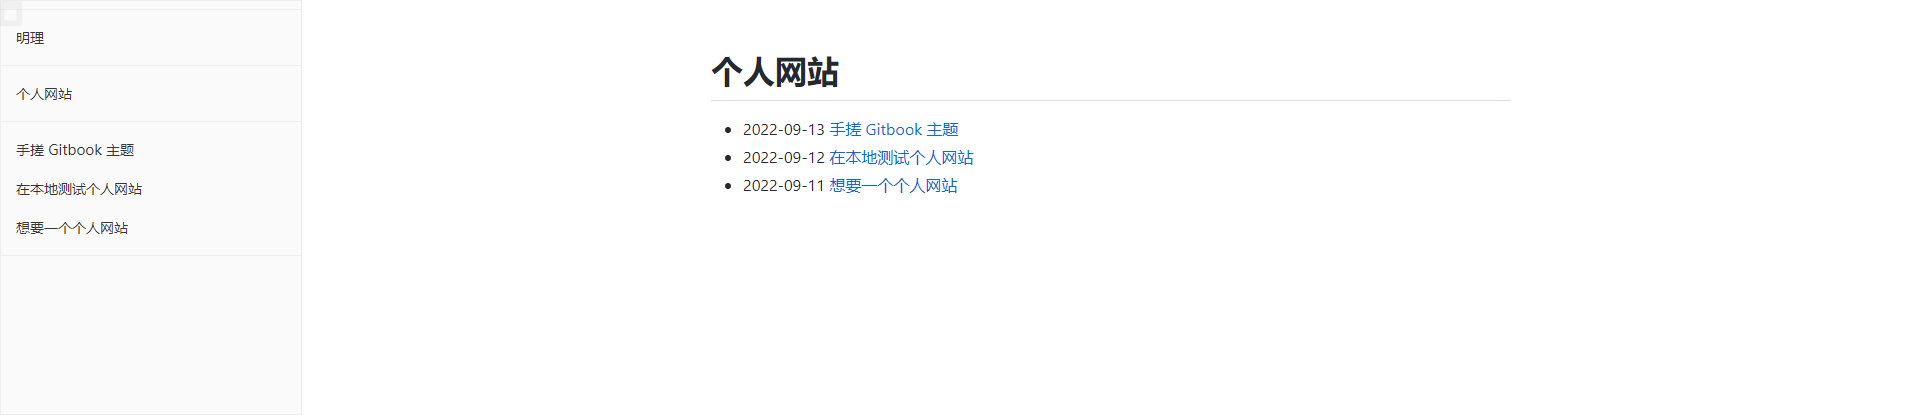 明理
个人网站
手搓 Gitbook 主题
在本地测试个人网站
想要一个个人网站
个人网站
2022-09-13 手搓 Gitbook 主题
2022-09-12 在本地测试个人网站
2022-09-11 想要一个个人网站